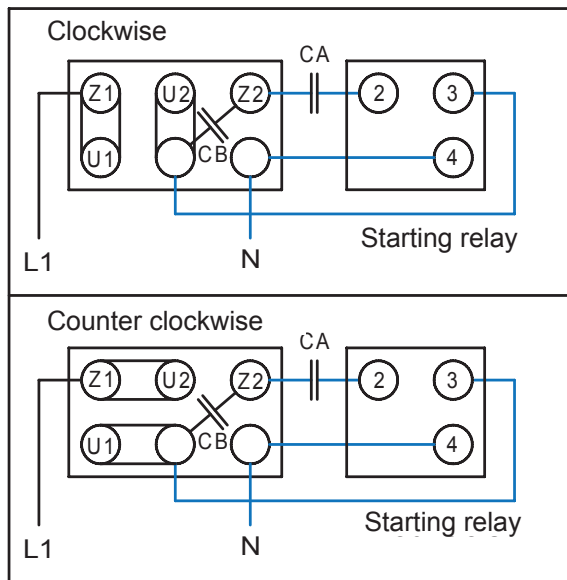 Clockwise
CA
Z1 U2 Z2 2 3
CB
U1 4
Starting relay
L1 N
Counter clockwise
CA
Z1 U2 Z2 2 3
CB
U1 4
Starting relay
L1 N